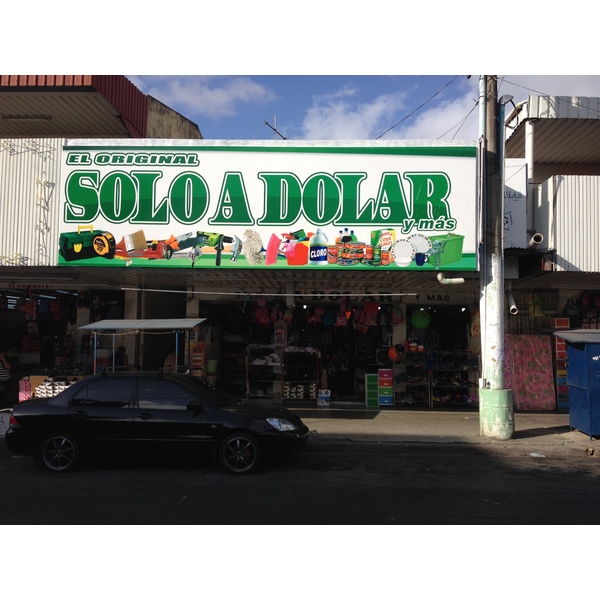 EL ORIGINAL
SOLO A DOLAR
y más
CLORO
Y MAS